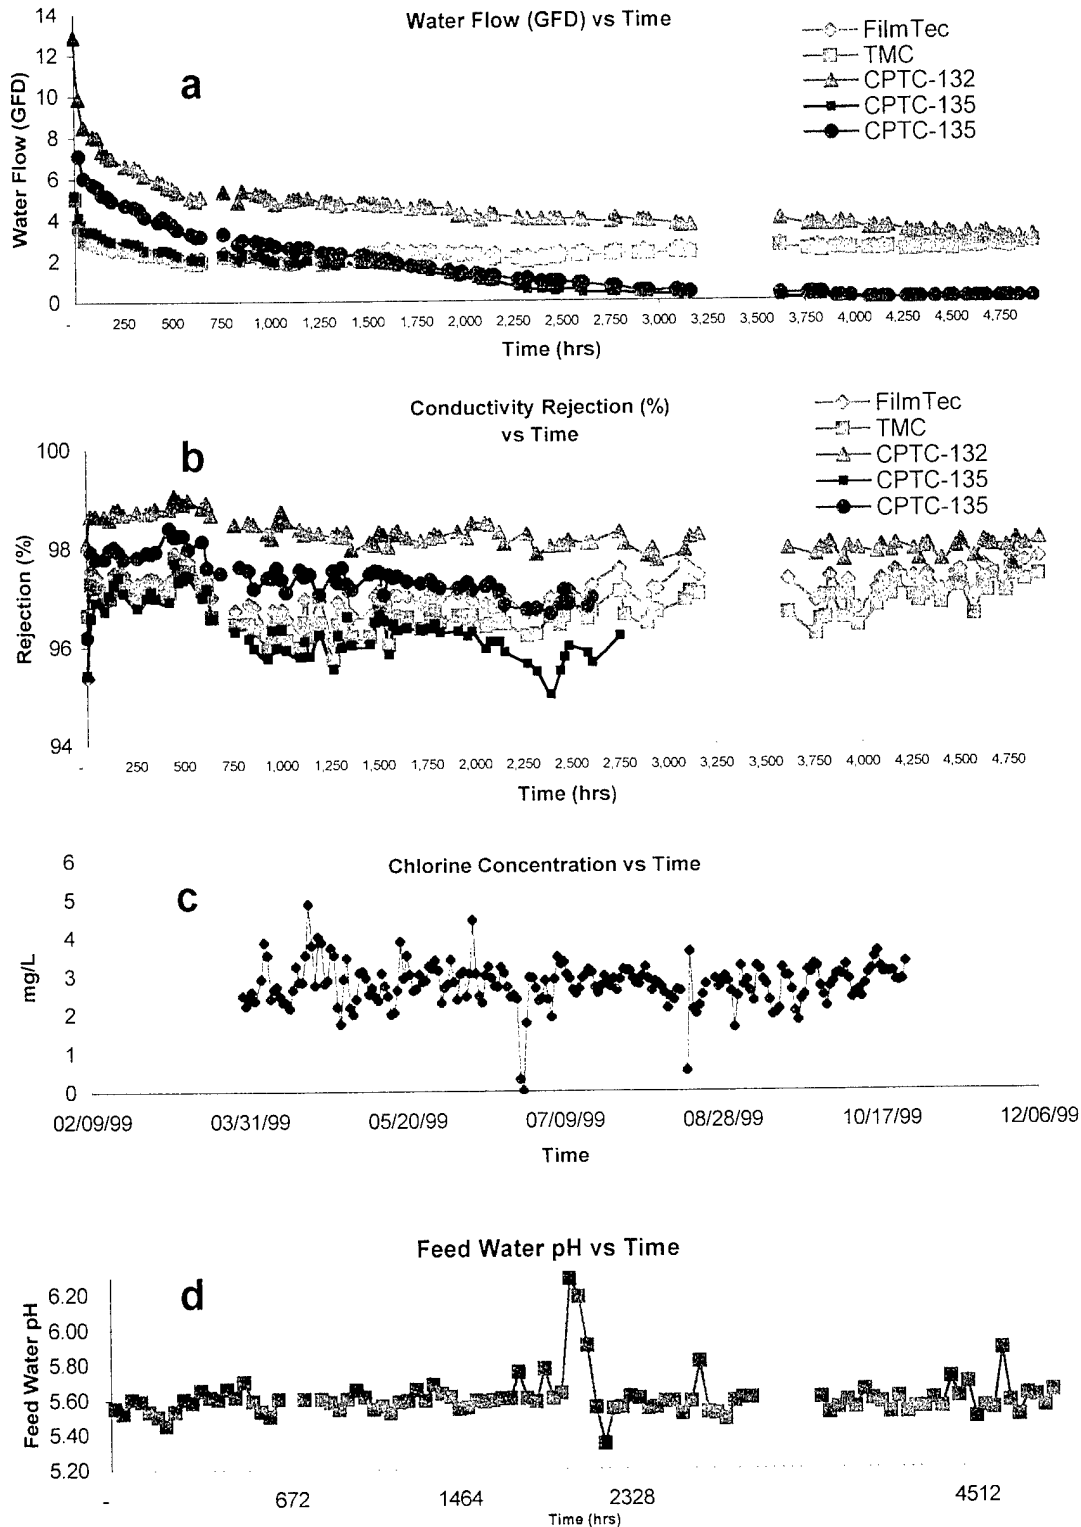 Water Flow (GFD) vs Time
a
FilmTec
TMC
CPTC-132
CPTC-135
CPTC-135
Water Flow (GFD)
14
12
10
8
6
4
2
0
- 250 500 750 1,000 1,250 1,500 1,750 2,000 2,250 2,500 2,750 3,000 3,250 3,500 3,750 4,000 4,250 4,500 4,750
Time (hrs)
Conductivity Rejection (%)
vs Time
b
FilmTec
TMC
CPTC-132
CPTC-135
CPTC-135
Rejection (%)
100
98
96
94
- 250 500 750 1,000 1,250 1,500 1,750 2,000 2,250 2,500 2,750 3,000 3,250 3,500 3,750 4,000 4,250 4,500 4,750
Time (hrs)
Chlorine Concentration vs Time
c
mg/L
6
5
4
3
2
1
0
02/09/99 03/31/99 05/20/99 07/09/99 08/28/99 10/17/99 12/06/99
Time
Feed Water pH vs Time
d
Feed Water pH
6.20
6.00
5.80
5.60
5.40
5.20
- 672 1464 2328 4512
Time (hrs)